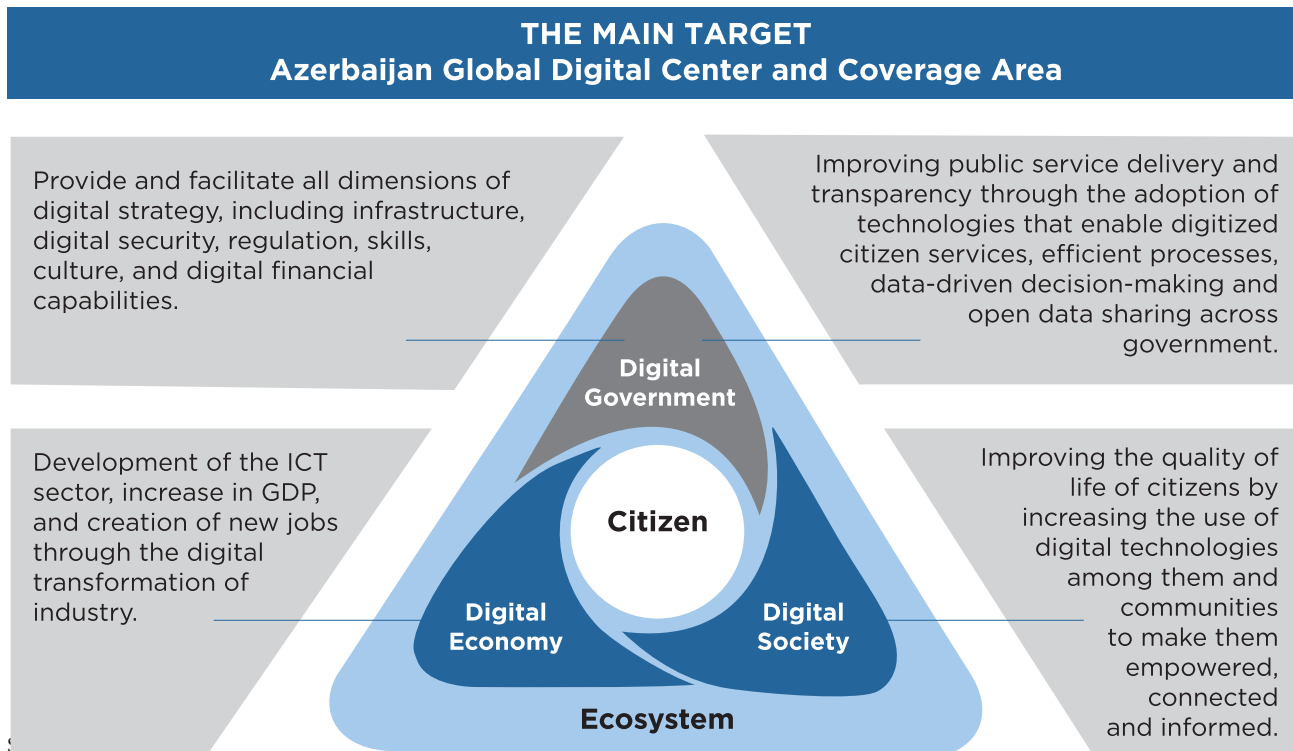 THE MAIN TARGET
Azerbaijan Global Digital Center and Coverage Area
Provide and facilitate all dimensions of
digital strategy, including infrastructure,
digital security, regulation, skills,
culture, and digital financial
capabilities.
Improving public service delivery and
transparency through the adoption of
technologies that enable digitized
citizen services, efficient processes,
data-driven decision-making and
open data sharing across
government.
Digital
Government
Citizen
Development of the ICT
sector, increase in GDP,
and creation of new jobs
through the digital
transformation of
industry.
Digital
Economy
Digital
Society
Improving the quality of
life of citizens by
increasing the use of
digital technologies
among them and
communities
to make them
empowered,
connected
and informed.
Ecosystem